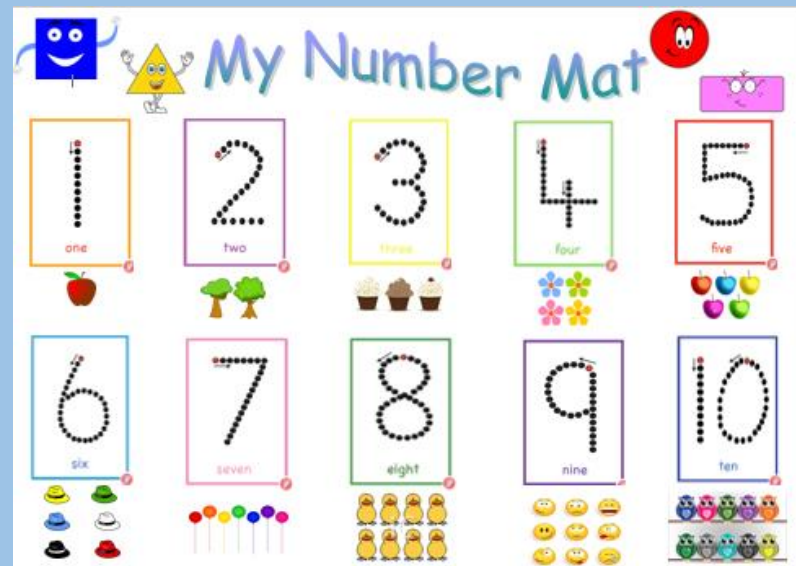 My Number Mat
1
one
2
two
3
three
4
four
5
five
6
six
7
seven
8
eight
9
nine
10
ten